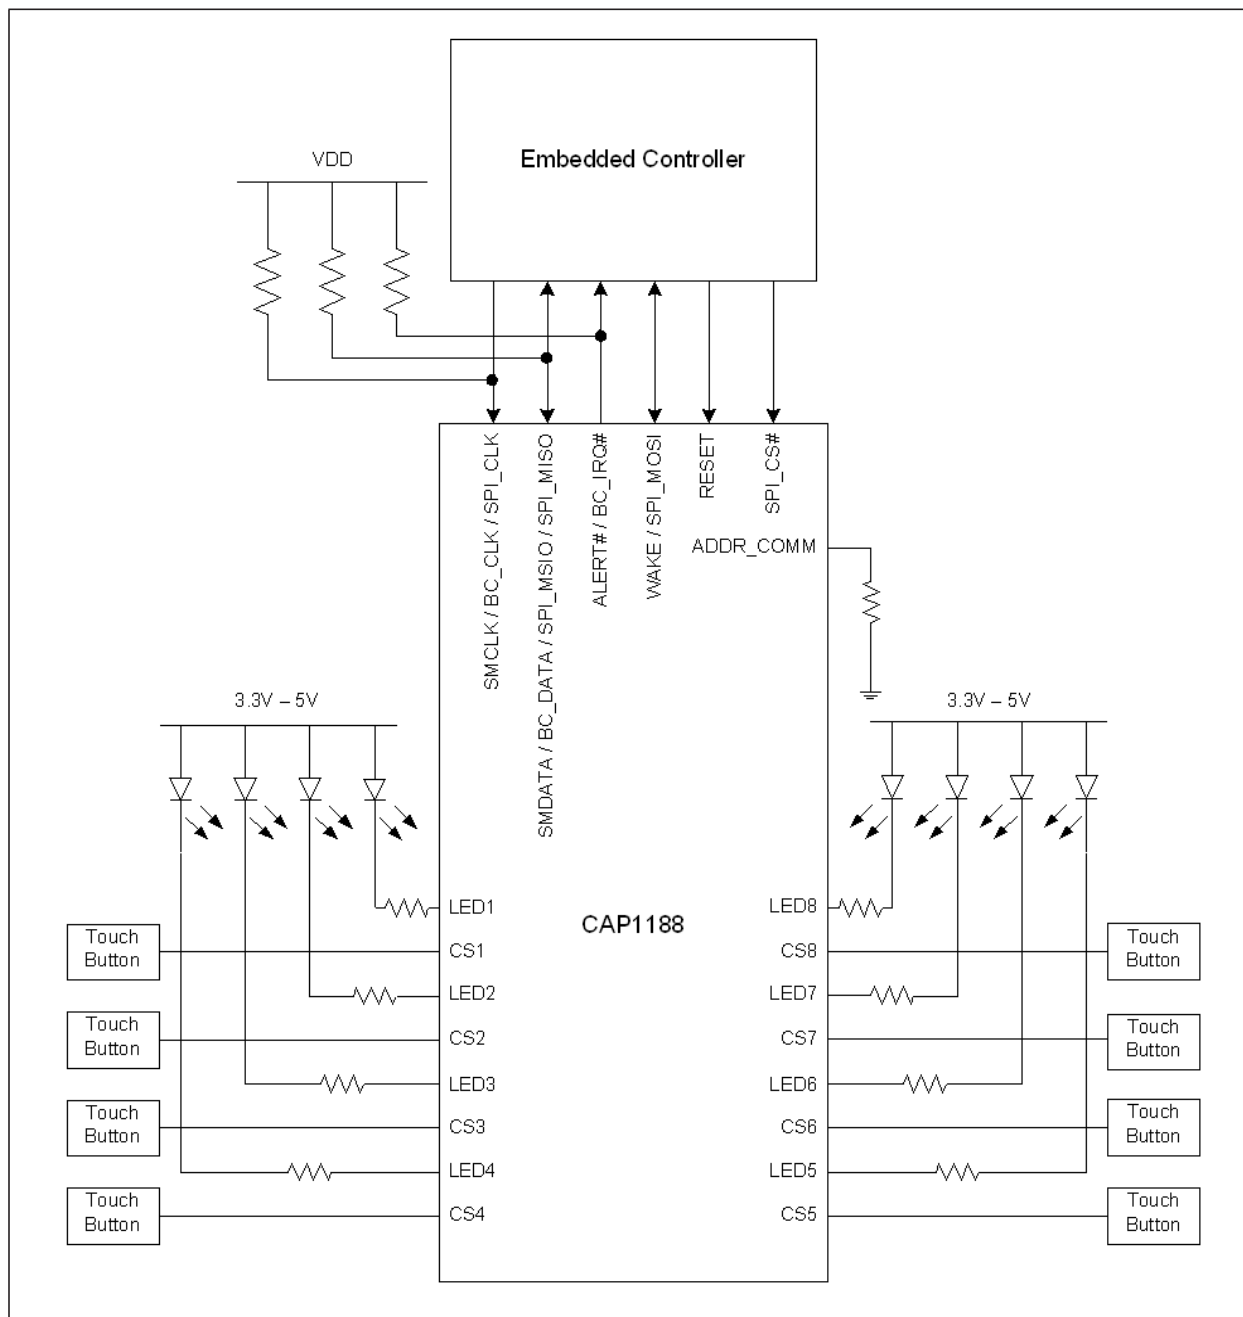 Embedded Controller
VDD
SMCLK / BC_CLK / SPI_CLK
SMDATA / BC_DATA / SPI_MSIO / SPI_MISO
ALERT# / BC_IRQ#
WAKE / SPI_MOSI
RESET
SPI_CS#
ADDR_COMM
3.3V – 5V
3.3V – 5V
CAP1188
LED1
CS1
LED2
CS2
LED3
CS3
LED4
CS4
LED8
CS8
LED7
CS7
LED6
CS6
LED5
CS5
Touch
Button
Touch
Button
Touch
Button
Touch
Button
Touch
Button
Touch
Button
Touch
Button
Touch
Button